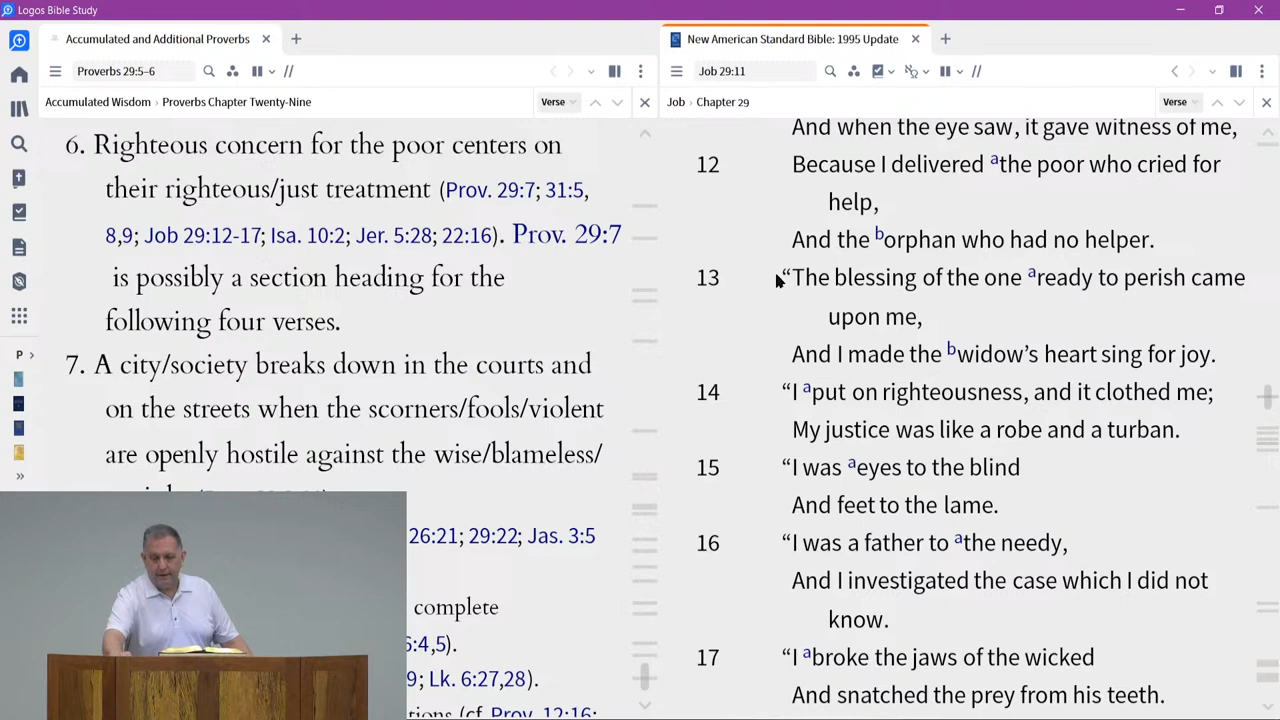 Logos Bible Study
Accumulated and Additional Proverbs
Proverbs 29:5–6
Accumulated Wisdom › Proverbs Chapter Twenty-Nine
Verse
6. Righteous concern for the poor centers on
their righteous/just treatment (Prov. 29:7; 31:5,
8,9; Job 29:12-17; Isa. 10:2; Jer. 5:28; 22:16). Prov. 29:7
is possibly a section heading for the
following four verses.
7. A city/society breaks down in the courts and
on the streets when the scorners/fools/violent
are openly hostile against the wise/blameless/
26:21; 29:22; Jas. 3:5
complete
6:4,5).
9; Lk. 6:27,28).
tions (cf. Prov. 12:16;
P
New American Standard Bible: 1995 Update
Job 29:11
Job › Chapter 29
Verse
And when the eye saw, it gave witness of me,
12 Because I delivered athe poor who cried for
help,
And the borphan who had no helper.
13 “The blessing of the one aready to perish came
upon me,
And I made the bwidow’s heart sing for joy.
14 “I aput on righteousness, and it clothed me;
My justice was like a robe and a turban.
15 “I was aeyes to the blind
And feet to the lame.
16 “I was a father to athe needy,
And I investigated the case which I did not
know.
17 “I abroke the jaws of the wicked
And snatched the prey from his teeth.